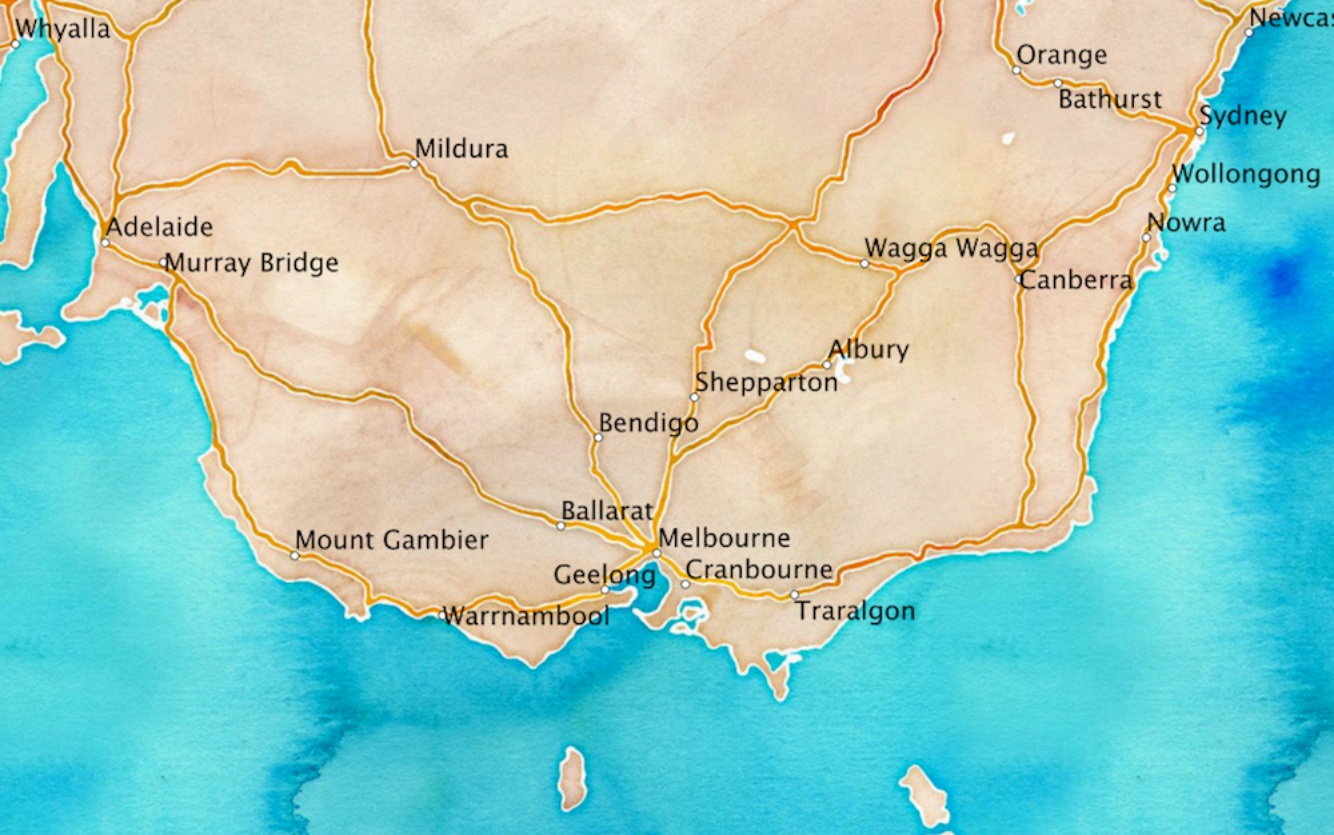 Whyalla
Newcas
Orange
Bathurst
Sydney
Mildura
Wollongong
Nowra
Adelaide
Wagga Wagga
Murray Bridge
Canberra
Albury
Shepparton
Bendigo
Ballarat
Melbourne
Mount Gambier
Cranbourne
Geelong
Traralgon
Warrnambool